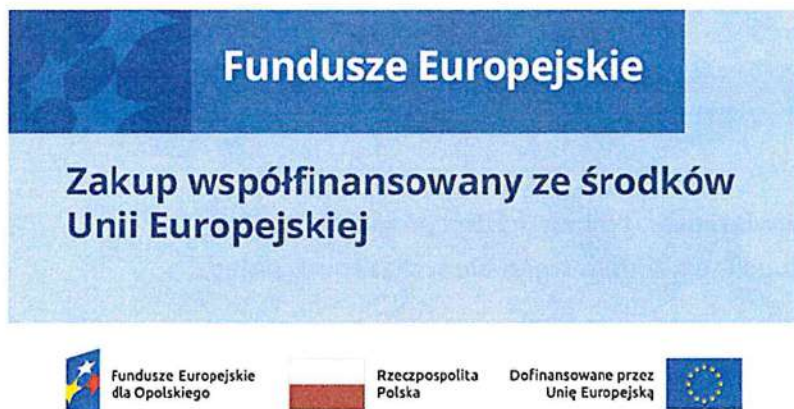 Fundusze Europejskie
Zakup współfinansowany ze środków
Unii Europejskiej
Fundusze Europejskie
dla Opolskiego
Rzeczpospolita
Polska
Dofinansowane przez
Unię Europejską